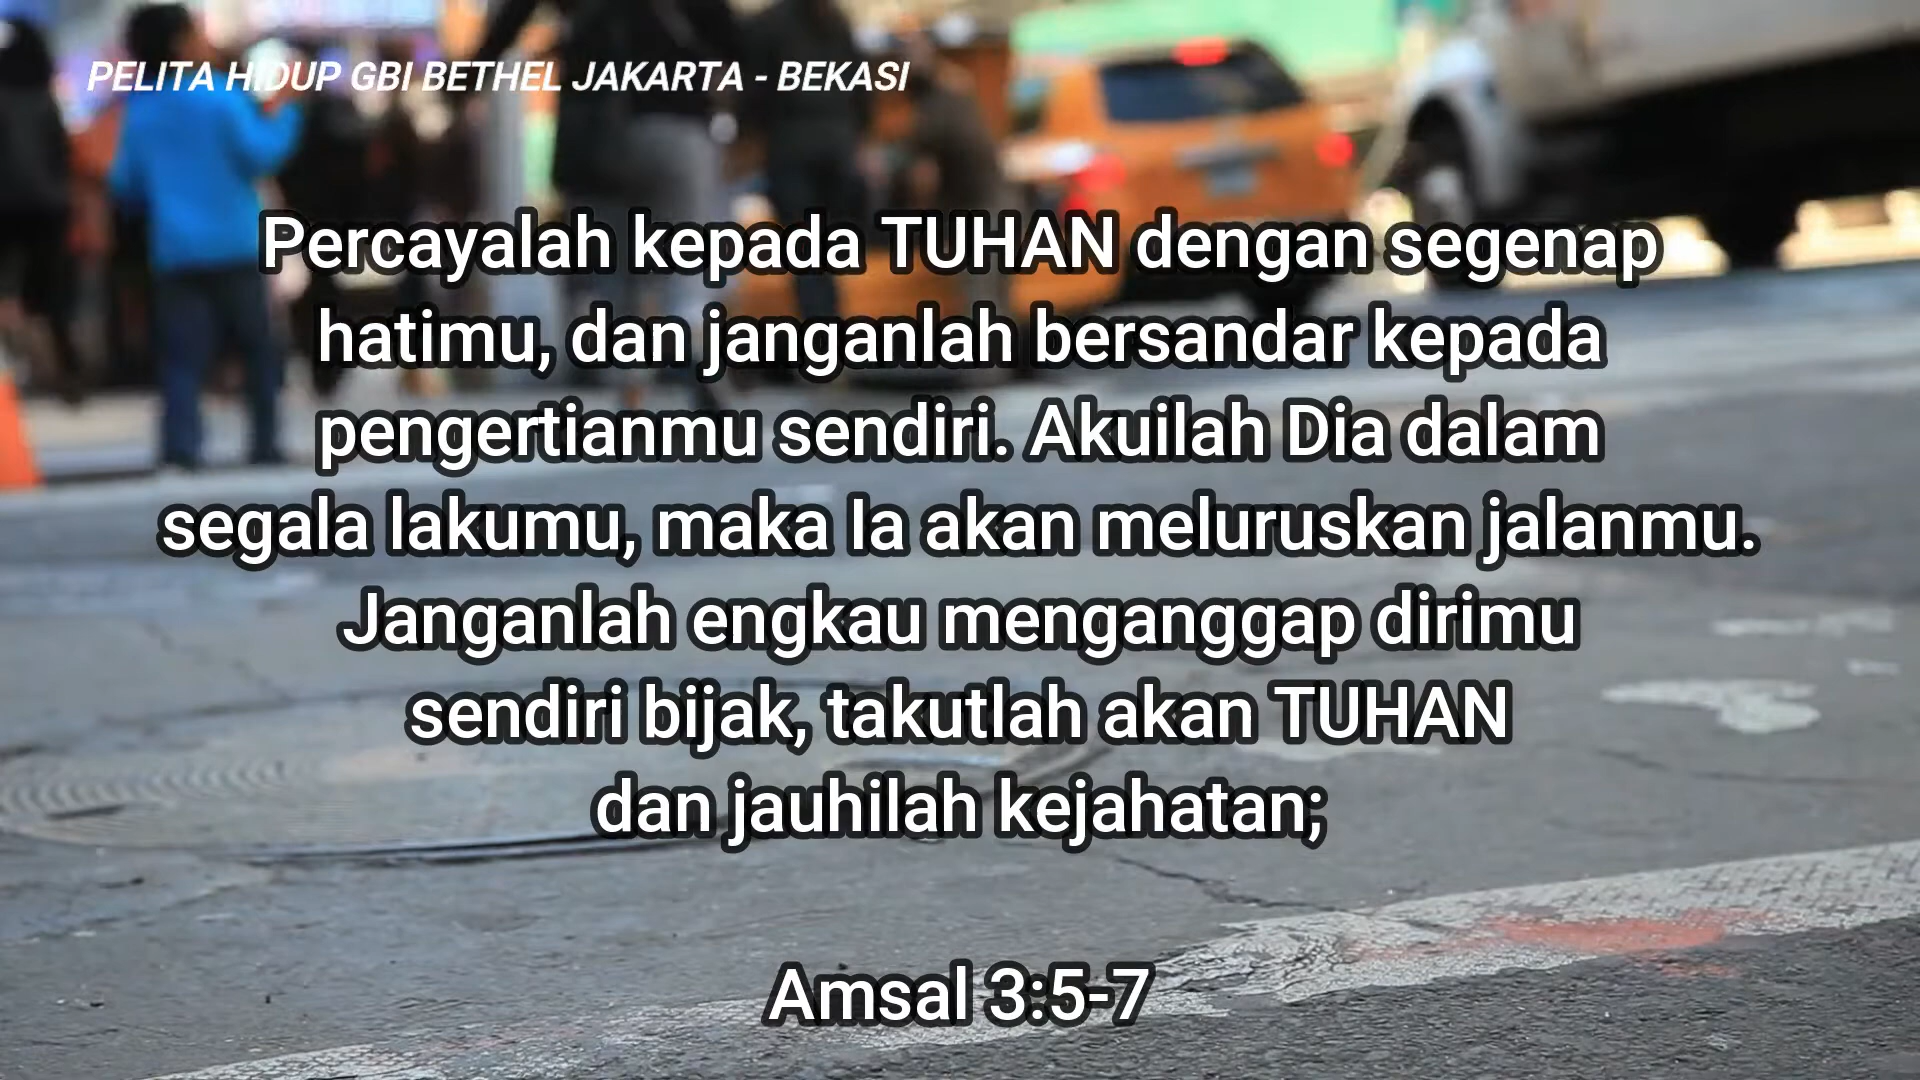 PELITA HIDUP GBI BETHEL JAKARTA - BEKASI
Percayalah kepada TUHAN dengan segenap
hatimu, dan janganlah bersandar kepada
pengertianmu sendiri. Akuilah Dia dalam
segala lakumu, maka Ia akan meluruskan jalanmu.
Janganlah engkau menganggap dirimu
sendiri bijak, takutlah akan TUHAN
dan jauhilah kejahatan;
Amsal 3:5-7